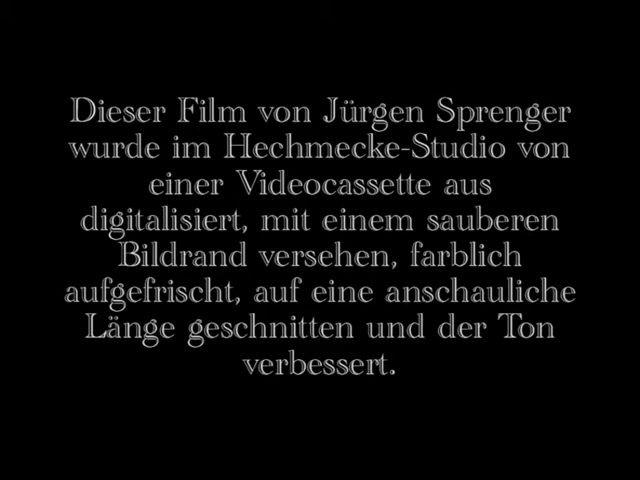 Dieser Film von Jürgen Sprenger
wurde im Hechmecke-Studio von
einer Videocassette aus
digitalisiert, mit einem sauberen
Bildrand versehen, farblich
aufgefrischt, auf eine anschauliche
Länge geschnitten und der Ton
verbessert.